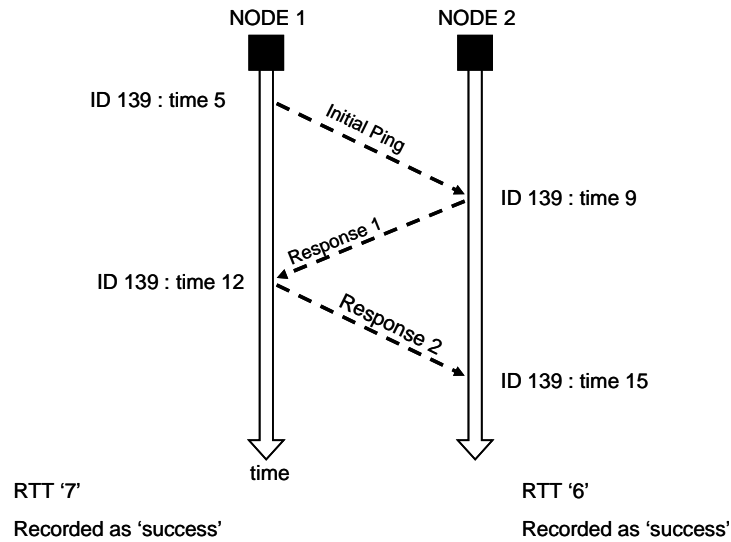 NODE 1
NODE 2
ID 139 : time 5
Initial Ping
ID 139 : time 9
Response 1
ID 139 : time 12
Response 2
ID 139 : time 15
time
RTT ‘7’
Recorded as ‘success’
RTT ‘6’
Recorded as ‘success’